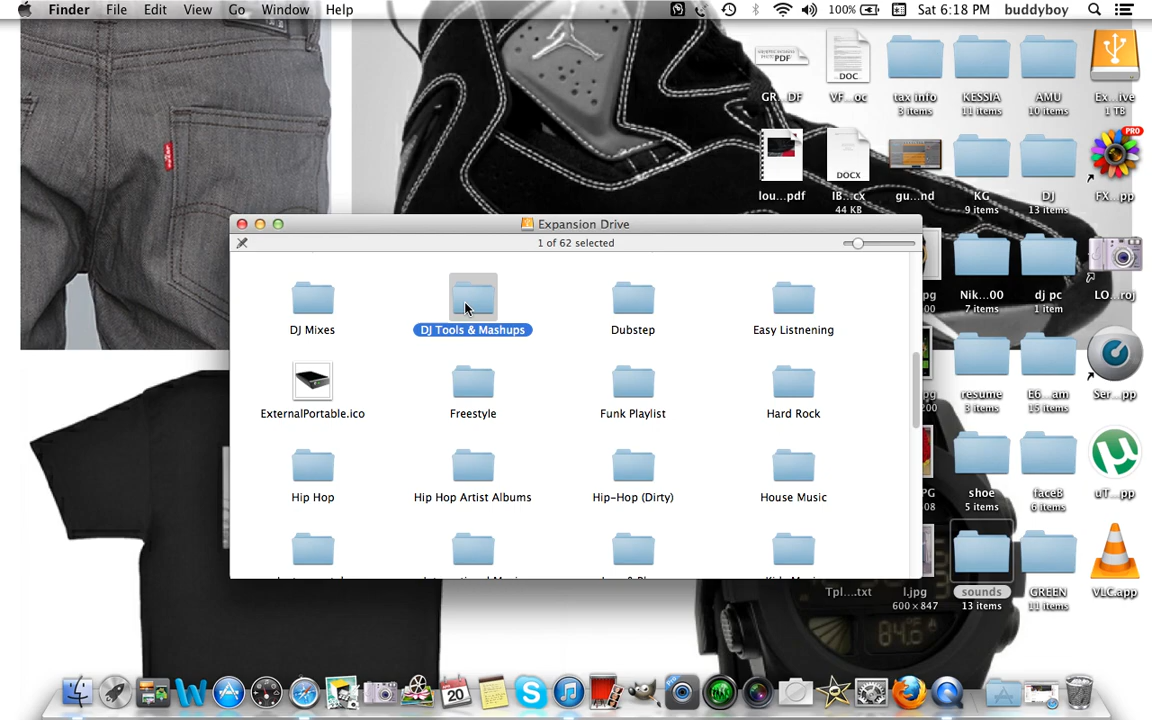 Finder File Edit View Go Window Help
100% Sat 6:18 PM buddyboy
PDF
DOC
GR....DF
VF...oc
tax info
3 items
KESSIA
11 items
AMU
10 items
Ex...ive
1 TB
PRO
DOCX
lou...pdf
IB...cx
44 KB
gu...nd
KG
9 items
DJ
13 items
FX...pp
Expansion Drive
1 of 62 selected
DJ Mixes
DJ Tools & Mashups
Dubstep
Easy Listnening
ExternalPortable.ico
Freestyle
Funk Playlist
Hard Rock
Hip Hop
Hip Hop Artist Albums
Hip-Hop (Dirty)
House Music
Nik...00
7 items
dj pc
1 item
LO...roj
resume
3 items
E6...am
15 items
Ser...pp
shoe
5 items
faceB
6 items
uT...pp
Tpl....txt
l.jpg
600×847
sounds
13 items
GREEN
11 items
VLC.app
84.6
20